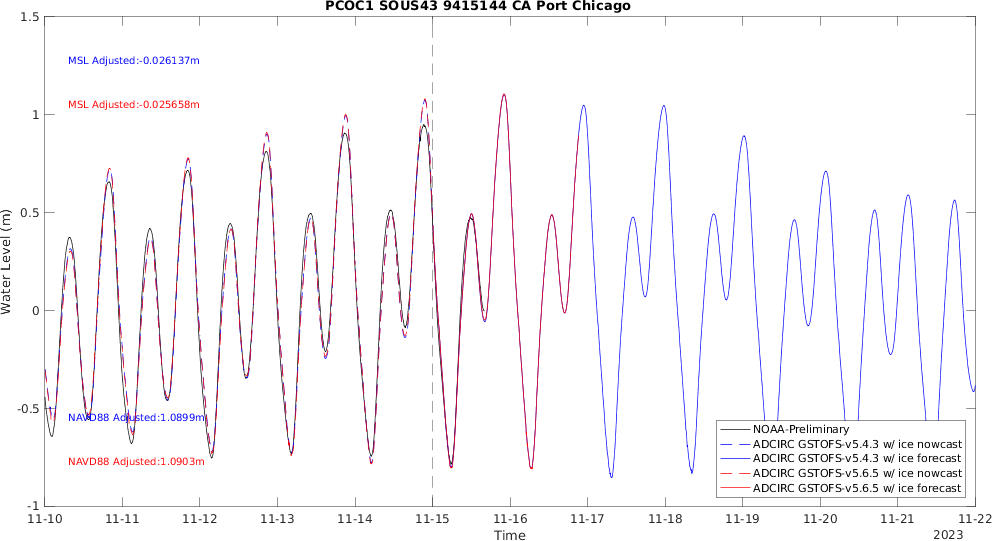 PCOC1 SOUS43 9415144 CA Port Chicago
1.5
1
0.5
0
-0.5
-1
Water Level (m)
MSL Adjusted:-0.026137m
MSL Adjusted:-0.025658m
NAVD88 Adjusted:1.0899m
NAVD88 Adjusted:1.0903m
NOAA-Preliminary
ADCIRC GSTOFS-v5.4.3 w/ ice nowcast
ADCIRC GSTOFS-v5.4.3 w/ ice forecast
ADCIRC GSTOFS-v5.6.5 w/ ice nowcast
ADCIRC GSTOFS-v5.6.5 w/ ice forecast
11-10 11-11 11-12 11-13 11-14 11-15 11-16 11-17 11-18 11-19 11-20 11-21 11-22
Time
2023